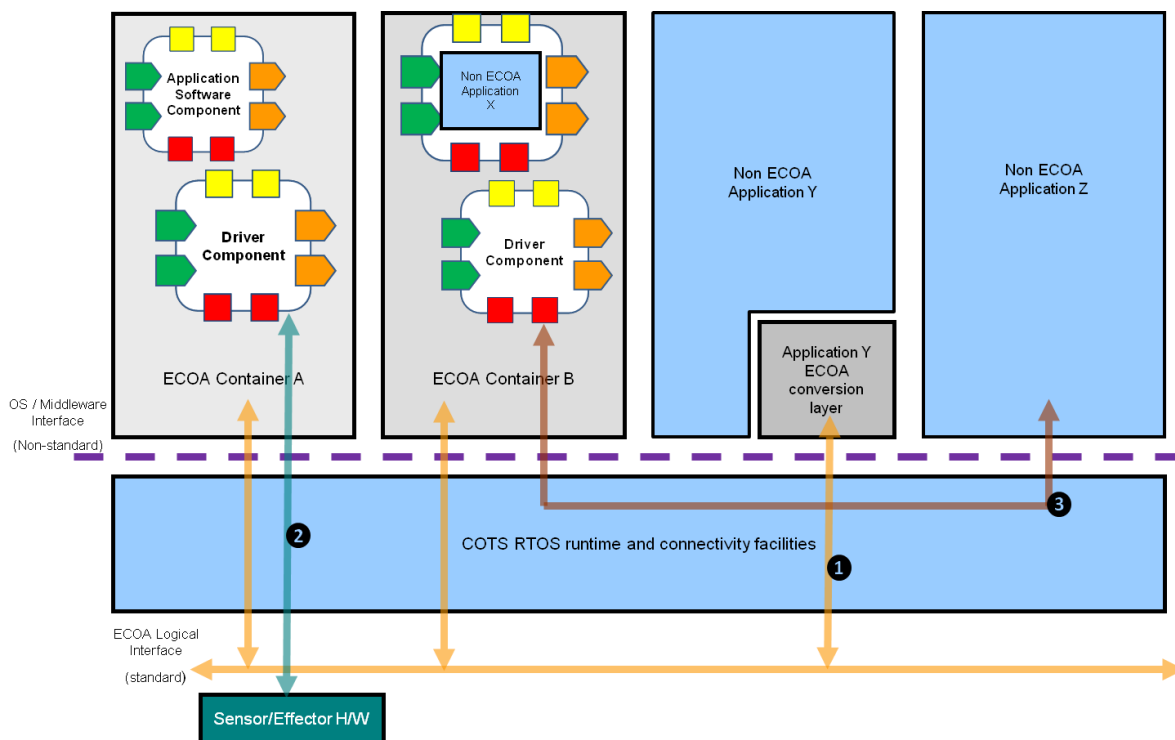 Application
Software
Component
Driver
Component
ECOA Container A
Non ECOA
Application
X
Driver
Component
ECOA Container B
Non ECOA
Application Y
Application Y
ECOA
conversion
layer
Non ECOA
Application Z
OS / Middleware
Interface
(Non-standard)
2
3
COTS RTOS runtime and connectivity facilities
1
ECOA Logical
Interface
(standard)
Sensor/Effector H/W